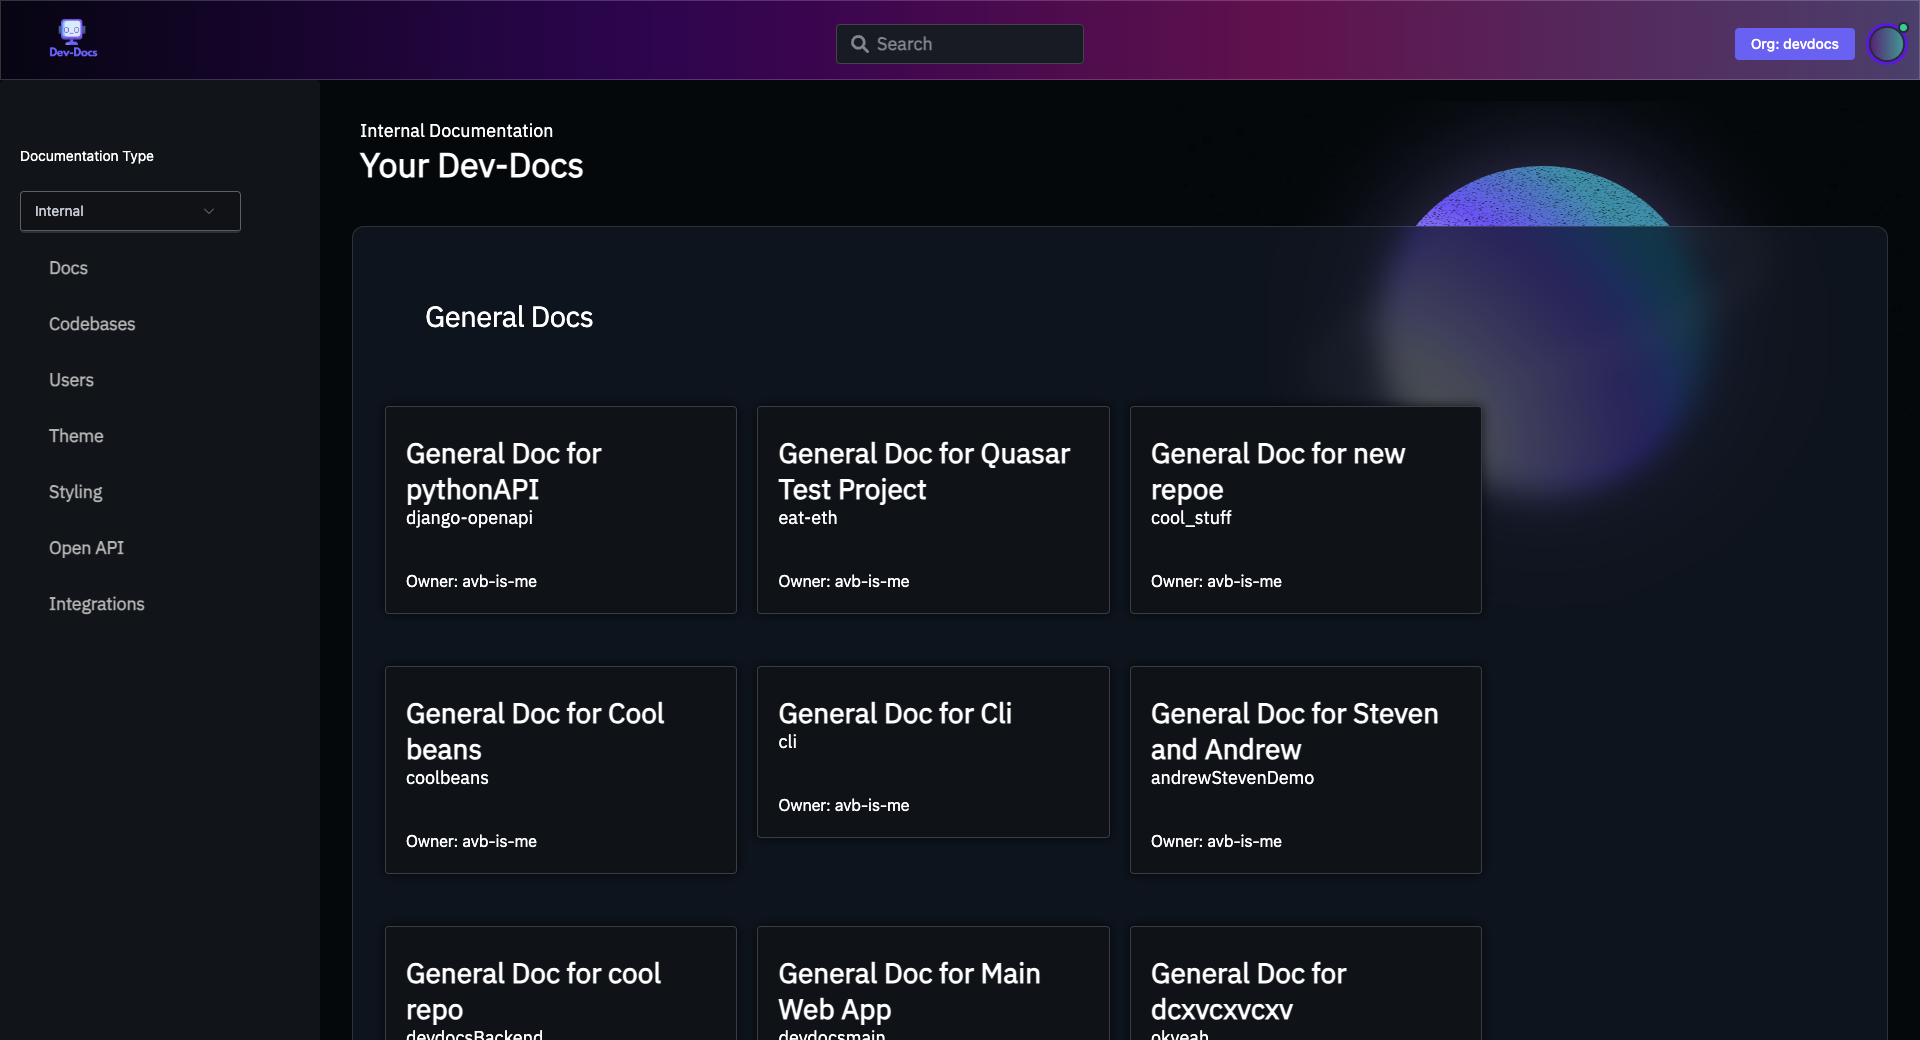 Dev-Docs
Search
Org: devdocs
Documentation Type
Internal
Docs
Codebases
Users
Theme
Styling
Open API
Integrations
Internal Documentation
Your Dev-Docs
General Docs
General Doc for
pythonAPI
django-openapi
Owner: avb-is-me
General Doc for Quasar
Test Project
eat-eth
Owner: avb-is-me
General Doc for new
repoe
cool_stuff
Owner: avb-is-me
General Doc for Cool
beans
coolbeans
Owner: avb-is-me
General Doc for Cli
cli
Owner: avb-is-me
General Doc for Steven
and Andrew
andrewStevenDemo
Owner: avb-is-me
General Doc for cool
repo
devdocsBackend
General Doc for Main
Web App
devdocsmain
General Doc for
dcxvcxvcxv
okyeah